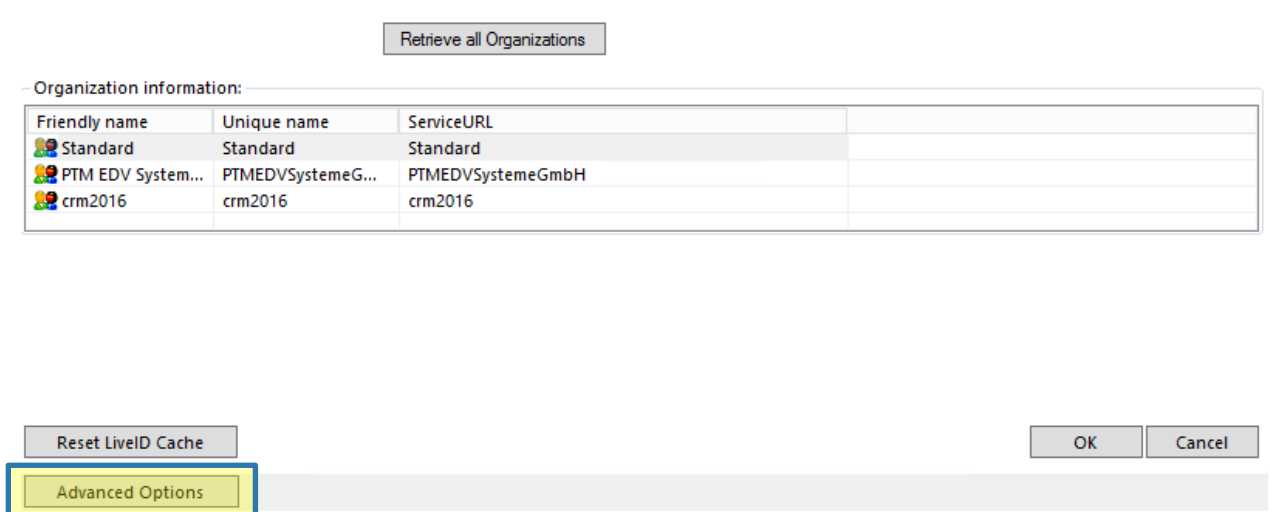 Retrieve all Organizations
Organization information:
Friendly name Unique name ServiceURL
Standard Standard Standard
PTM EDV System... PTMEDVSystemeG... PTMEDVSystemeGmbH
crm2016 crm2016 crm2016
Reset LiveID Cache OK Cancel
Advanced Options